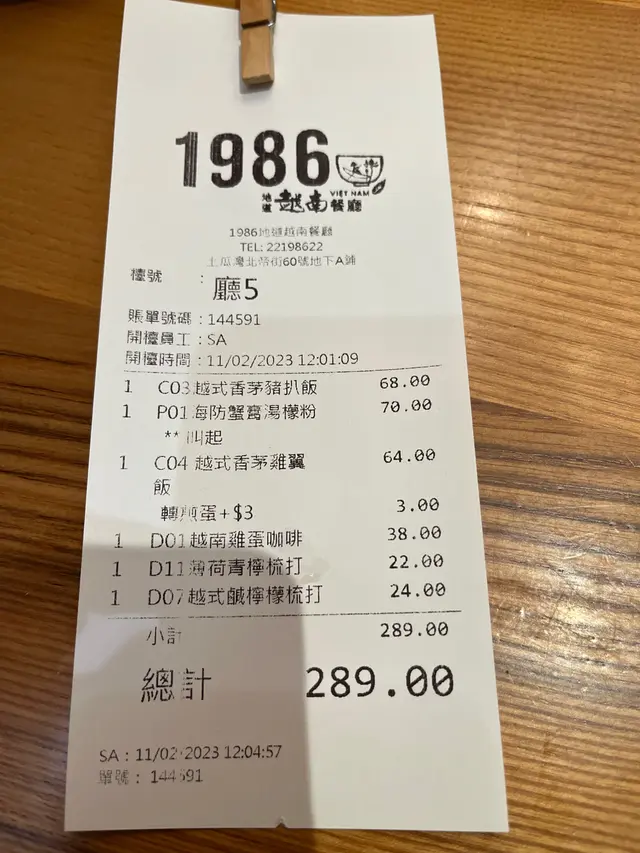 1986
VIET NAM
地道 越南 餐廳
1986地道越南餐廳
TEL: 22198622
土瓜灣北帝街60號地下A鋪
檯號 : 廳5
賬單號碼 : 144591
開檯員工 : SA
開檯時間 : 11/02/2023 12:01:09
1 C03 越式香茅豬扒飯 68.00
1 P01 海防蟹膏湯檬粉 70.00
** 叫起
1 C04 越式香茅雞翼 64.00
飯
轉煎蛋+$3 3.00
1 D01 越南雞蛋咖啡 38.00
1 D11 薄荷青檸梳打 22.00
1 D07 越式鹹檸檬梳打 24.00
小計 289.00
總計 289.00
SA : 11/02/2023 12:04:57
單號 : 144591